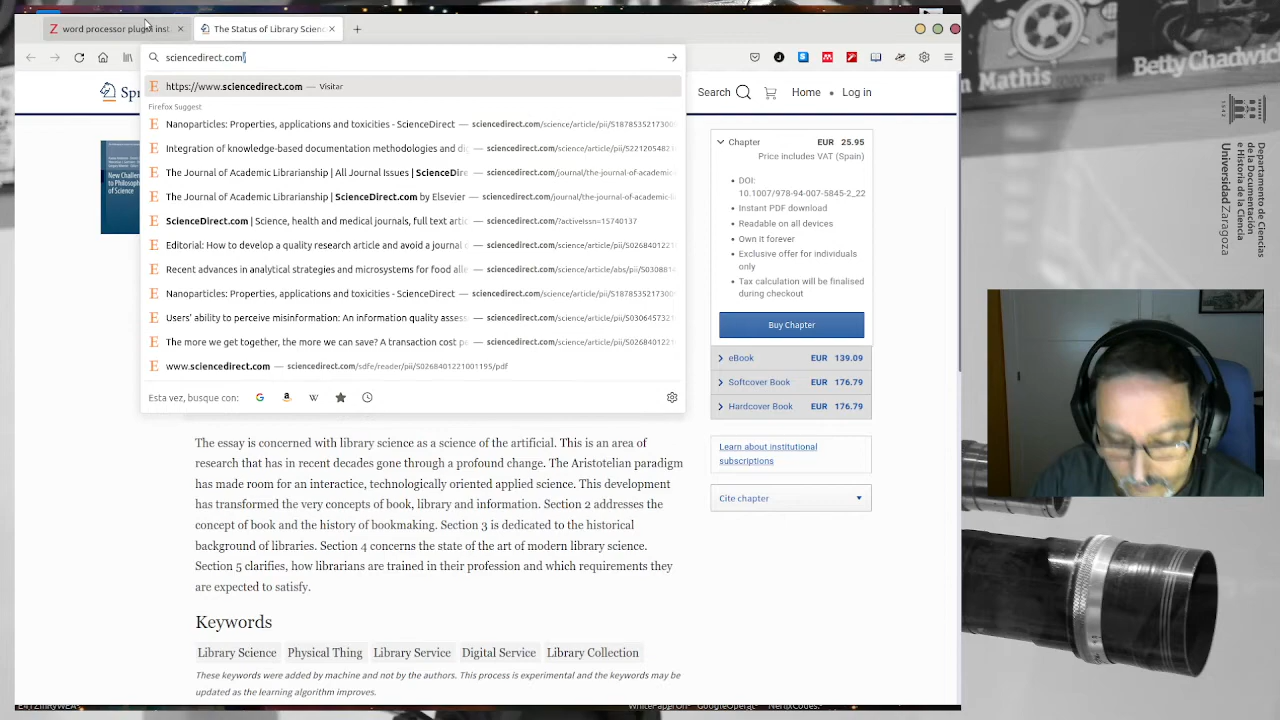 word processor plugin inst
The Status of Library Scienc
sciencedirect.com/
https://www.sciencedirect.com — Visitar
Firefox Suggest
Nanoparticles: Properties, applications and toxicities - ScienceDirect — sciencedirect.com/science/article/pii/S187853521730
Integration of knowledge-based documentation methodologies and di — sciencedirect.com/science/article/pii/S221205482
The Journal of Academic Librarianship | All Journal Issues | ScienceDire — sciencedirect.com/journal/the-journal-of-academic-
The Journal of Academic Librarianship | ScienceDirect.com by Elsevier — sciencedirect.com/journal/the-journal-of-academic-li
ScienceDirect.com | Science, health and medical journals, full text artic — sciencedirect.com/?activeIssn=15740137
Editorial: How to develop a quality research article and avoid a journal — sciencedirect.com/science/article/pii/S026840122
Recent advances in analytical strategies and microsystems for food alle — sciencedirect.com/science/article/abs/pii/S030881
Nanoparticles: Properties, applications and toxicities - ScienceDirect — sciencedirect.com/science/article/pii/S187853521730
Users' ability to perceive misinformation: An information quality assess — sciencedirect.com/science/article/pii/S030645732
The more we get together, the more we can save? A transaction cost pe — sciencedirect.com/science/article/pii/S026840122
www.sciencedirect.com — sciencedirect.com/sdfe/reader/pii/S0268401221001195/pdf
Esta vez, busque con:
Spr
Search
Home • Log in
New Challen
to Philosoph
of Science
Chapter EUR 25.95
Price includes VAT (Spain)
• DOI:
10.1007/978-94-007-5845-2_22
• Instant PDF download
• Readable on all devices
• Own it forever
• Exclusive offer for individuals
only
• Tax calculation will be finalised
during checkout
Buy Chapter
eBook EUR 139.09
Softcover Book EUR 176.79
Hardcover Book EUR 176.79
Learn about institutional
subscriptions
Cite chapter
The essay is concerned with library science as a science of the artificial. This is an area of
research that has in recent decades gone through a profound change. The Aristotelian paradigm
has made room for an interactice, technologically oriented applied science. This development
has transformed the very concepts of book, library and information. Section 2 addresses the
concept of book and the history of bookmaking. Section 3 is dedicated to the historical
background of libraries. Section 4 concerns the state of the art of modern library science.
Section 5 clarifies, how librarians are trained in their profession and which requirements they
are expected to satisfy.
Keywords
Library Science Physical Thing Library Service Digital Service Library Collection
These keywords were added by machine and not by the authors. This process is experimental and the keywords may be
updated as the learning algorithm improves.
n Mathis
Betty Chadw
1542
Departamento de Ciencias
de la Documentación
e Historia de la Ciencia
Universidad Zaragoza